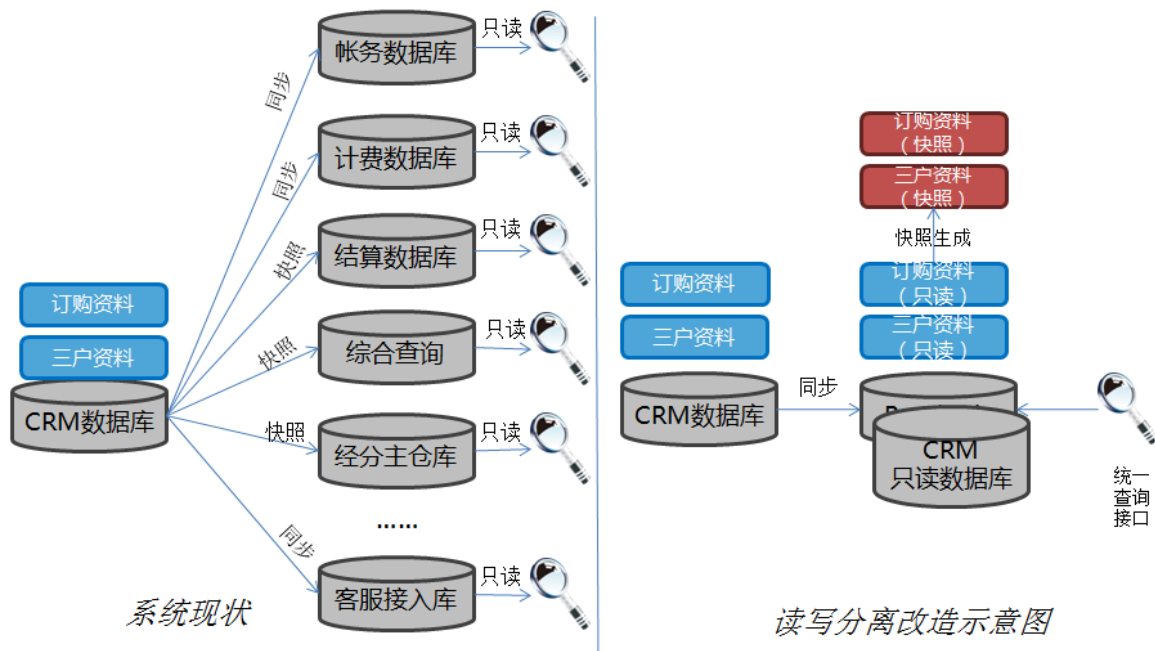 只读
帐务数据库
同步
只读
计费数据库
同步
只读
结算数据库
快照
只读
综合查询
快照
订购资料
三户资料
CRM数据库
只读
经分主仓库
快照
……
只读
客服接入库
同步
系统现状
订购资料
（快照）
三户资料
（快照）
快照生成
订购资料
订购资料
（只读）
三户资料
三户资料
（只读）
CRM数据库
同步
CRM
只读数据库
统一
查询
接口
读写分离改造示意图